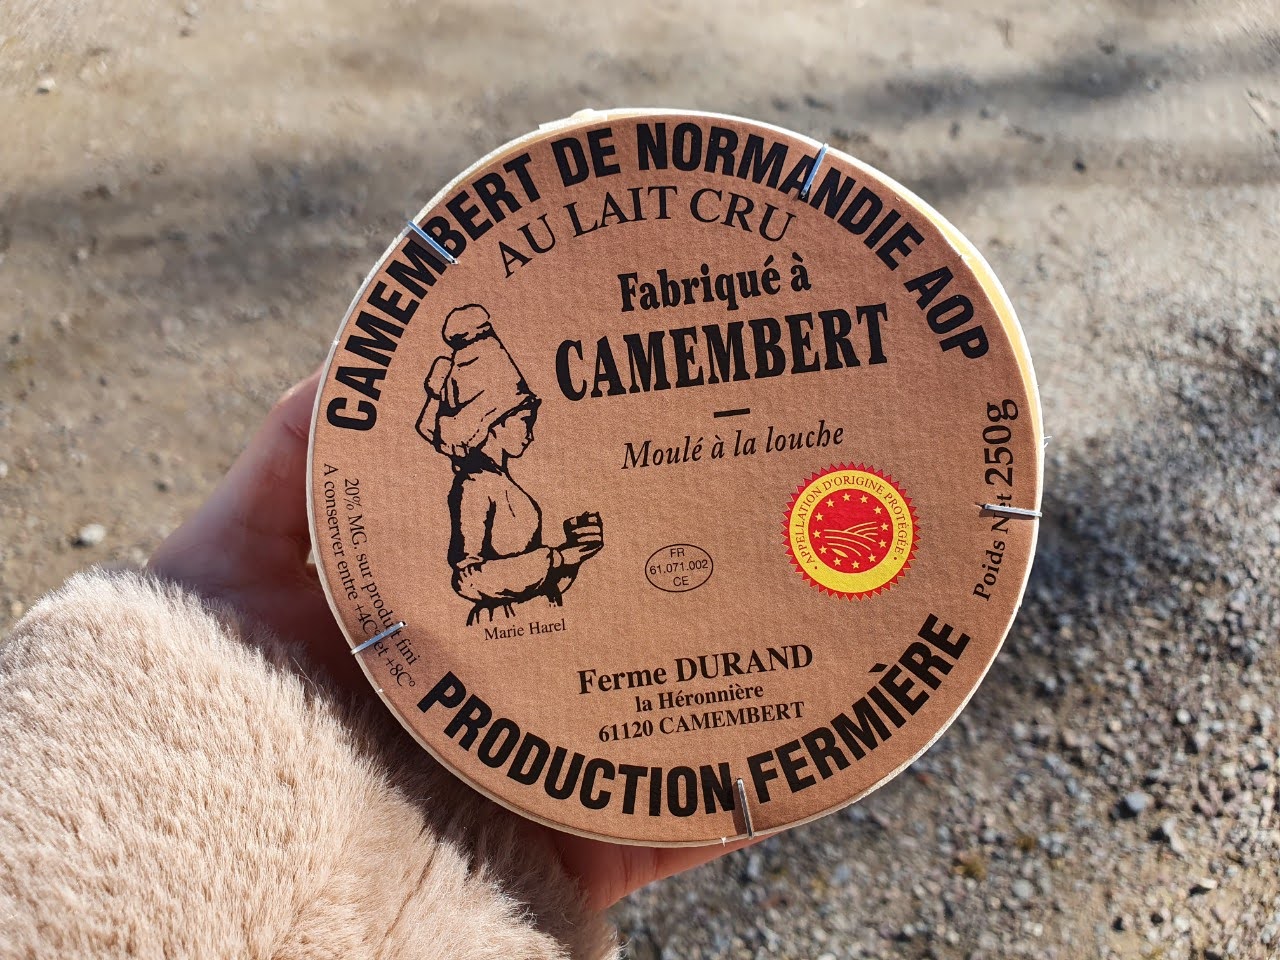 CAMEMBERT DE NORMANDIE AOP
AU LAIT CRU
Fabriqué à
CAMEMBERT
Moulé à la louche
APPELLATION D'ORIGINE PROTÉGÉE
FR
61.071.002
CE
Marie Harel
Poids Net 250g
20% MG. sur produit fini
A conserver entre +4C° et +8C°
Ferme DURAND
la Héronnière
61120 CAMEMBERT
PRODUCTION FERMIÈRE